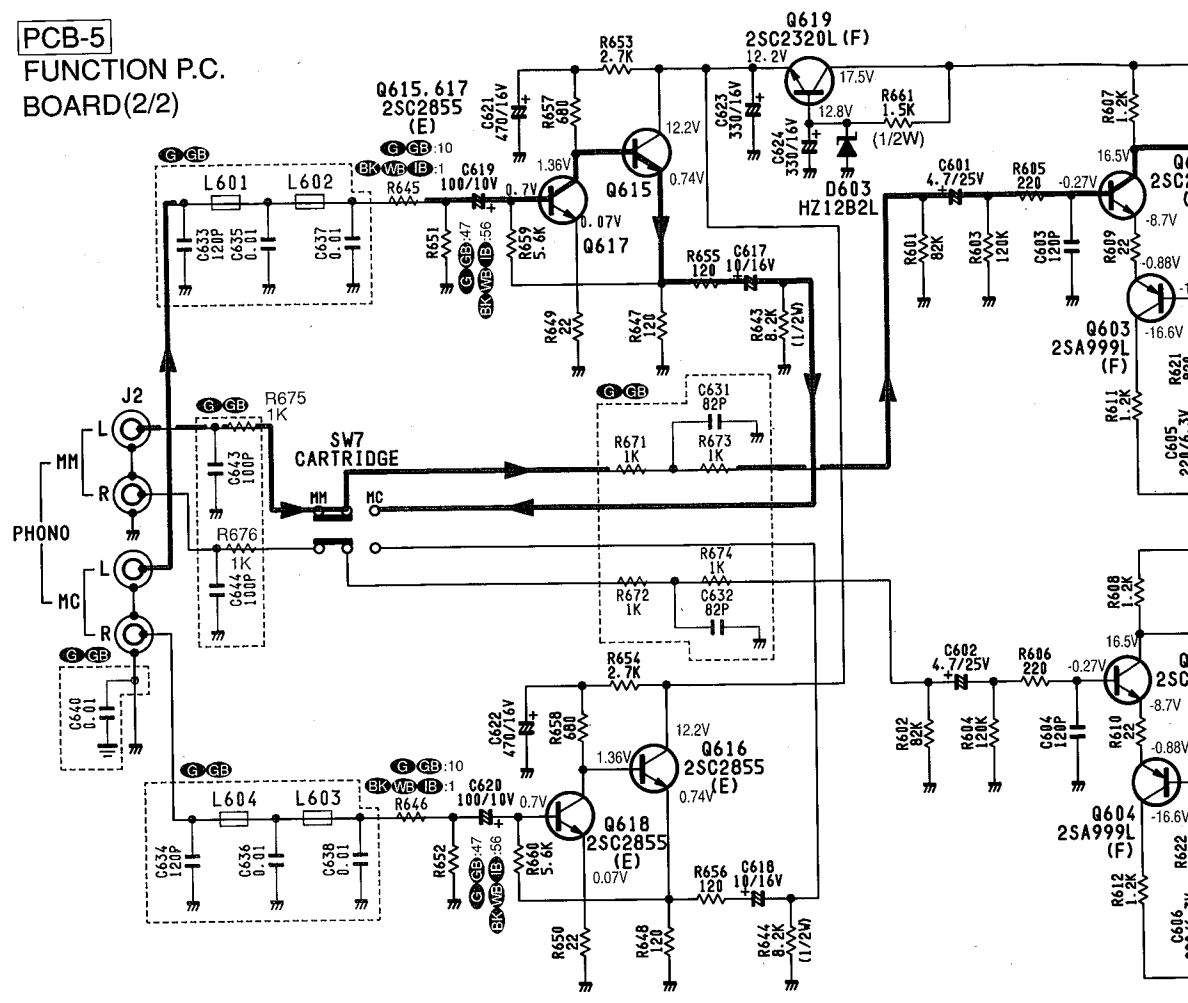 PCB-5
FUNCTION P.C.
BOARD(2/2)
Q615,617
2SC2855
(E)
G GB :10
BK WB IB :1
G GB
L601
L602
R645
C619
100/10V
0.7V
C633
120P
C635
0.01
C637
0.01
R651
G GB :47
BK WB IB :56
R659
5.6K
C621
470/16V
R657
680
R653
2.7K
1.36V
Q615
12.2V
0.74V
0.07V
Q617
R649
22
R647
120
R655
120
C617
10/16V
R643
8.2K
(1/2W)
Q619
2SC2320L(F)
12.2V
17.5V
12.8V
C623
330/16V
C624
330/16V
R661
1.5K
(1/2W)
D603
HZ12B2L
R607
1.2K
16.5V
C601
4.7/25V
R605
220
-0.27V
R601
82K
R603
120K
C603
120P
-8.7V
R609
22
-0.88V
Q603
2SA999L
(F)
-16.6V
R611
1.2K
R621
C605
220/6.3V
J2
PHONO
MM
L
R
MC
L
R
G GB
R675
1K
C643
100P
R676
1K
C644
100P
SW7
CARTRIDGE
MM
MC
G GB
C631
82P
R671
1K
R673
1K
R674
1K
R672
1K
C632
82P
G GB
C640
0.01
G GB
L604
L603
C634
120P
C636
0.01
C638
0.01
G GB :10
BK WB IB :1
R646
C620
100/10V
0.7V
R652
G GB :47
BK WB IB :56
R660
5.6K
C622
470/16V
R658
680
R654
2.7K
1.36V
12.2V
Q616
2SC2855
(E)
0.74V
Q618
2SC2855
(E)
0.07V
R650
22
R648
120
R656
120
C618
10/16V
R644
8.2K
(1/2W)
R608
1.2K
16.5V
C602
4.7/25V
R606
220
-0.27V
R602
82K
R604
120K
C604
120P
-8.7V
R610
22
-0.88V
Q604
2SA999L
(F)
-16.6V
R612
1.2K
R622
C606